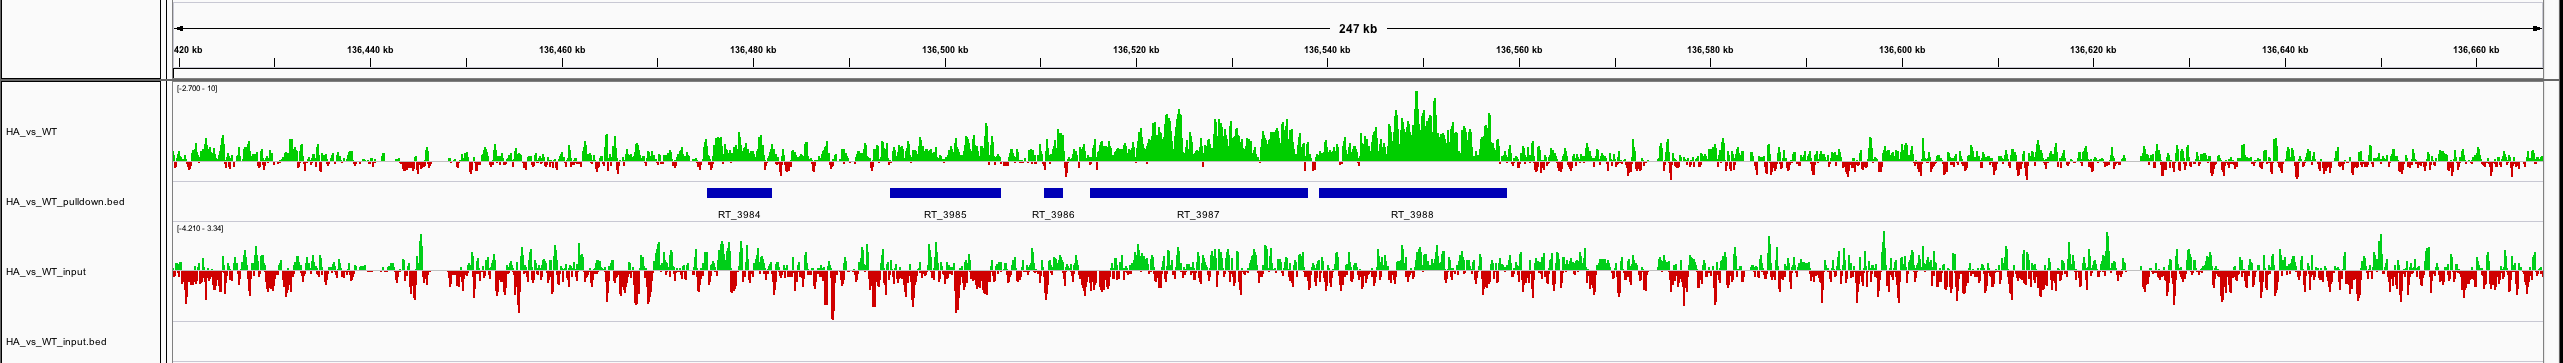 247 kb
420 kb 136,440 kb 136,460 kb 136,480 kb 136,500 kb 136,520 kb 136,540 kb 136,560 kb 136,580 kb 136,600 kb 136,620 kb 136,640 kb 136,660 kb
[-2.700 - 10]
HA_vs_WT
HA_vs_WT_pulldown.bed
RT_3984 RT_3985 RT_3986 RT_3987 RT_3988
[-4.210 - 3.34]
HA_vs_WT_input
HA_vs_WT_input.bed